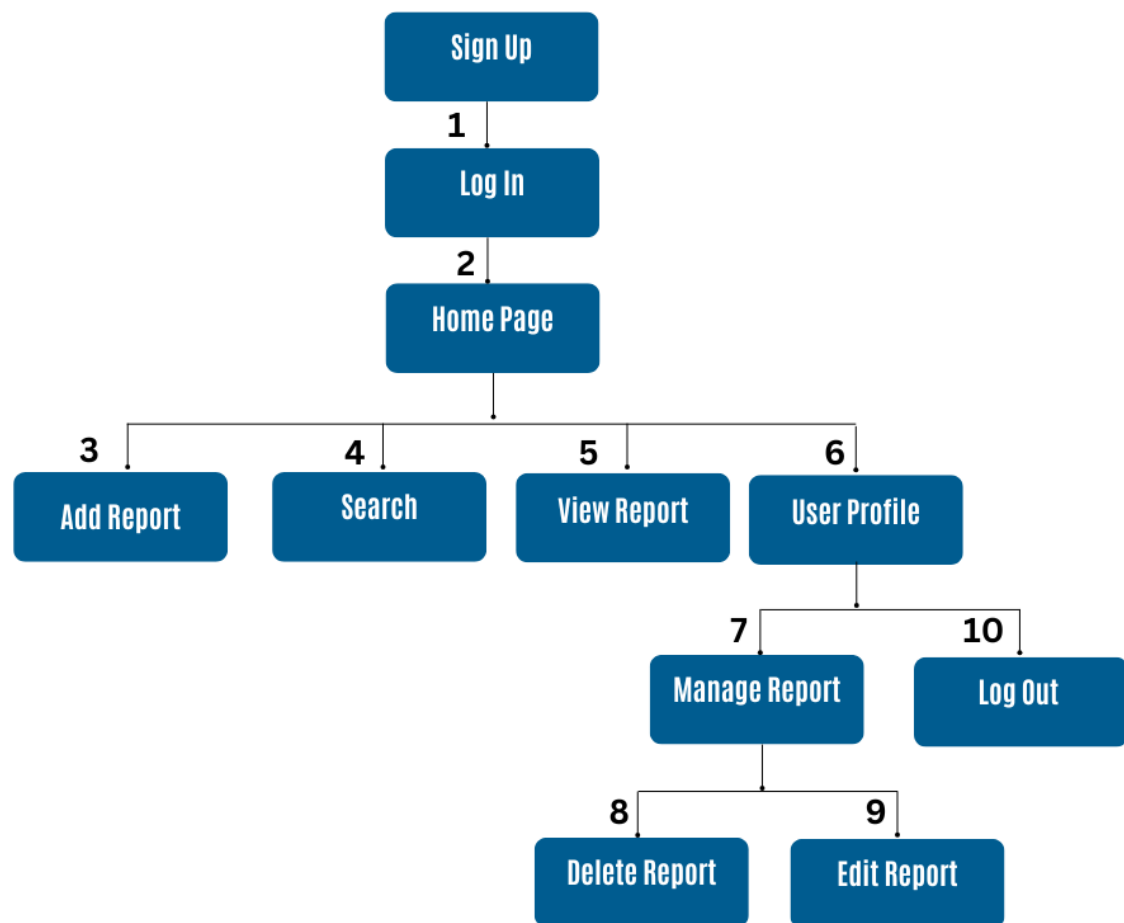 Sign Up
1
Log In
2
Home Page
3
4
5
6
Add Report
Search
View Report
User Profile
7
10
Manage Report
Log Out
8
9
Delete Report
Edit Report